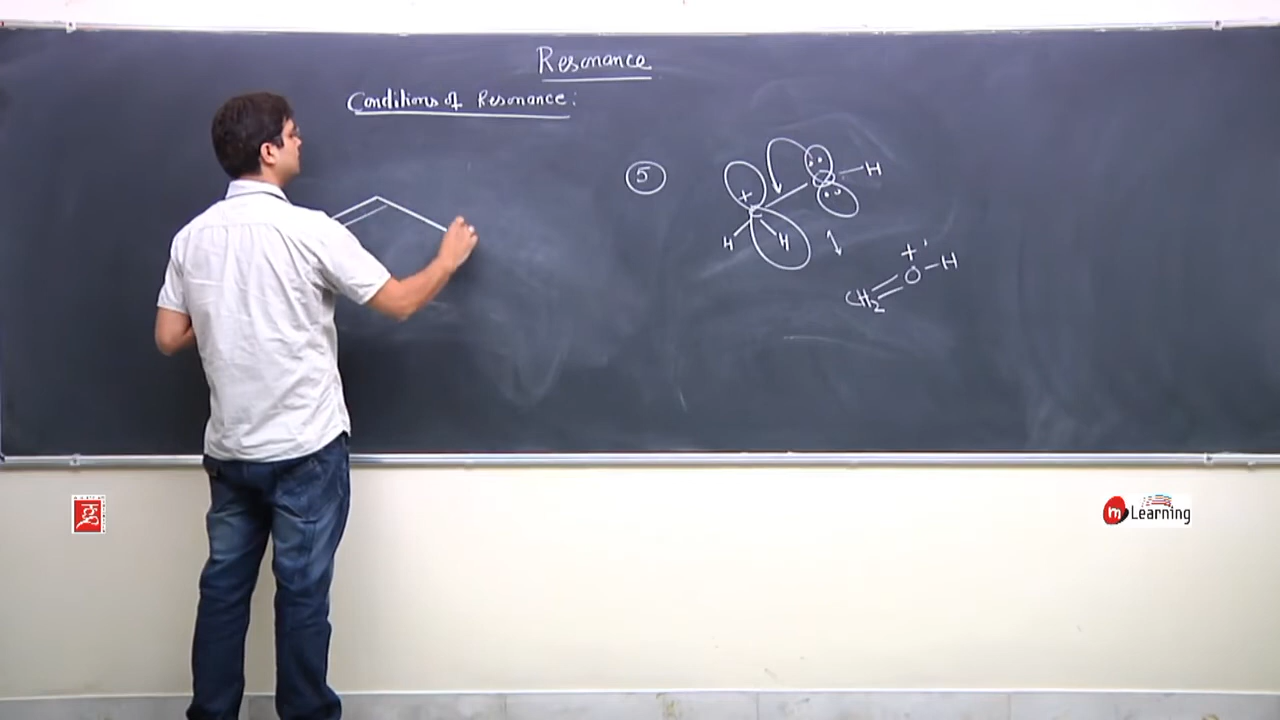 Resonance
Conditions of Resonance:
5
+
C
O
H
H
H
+
CH2
O
H
m Learning